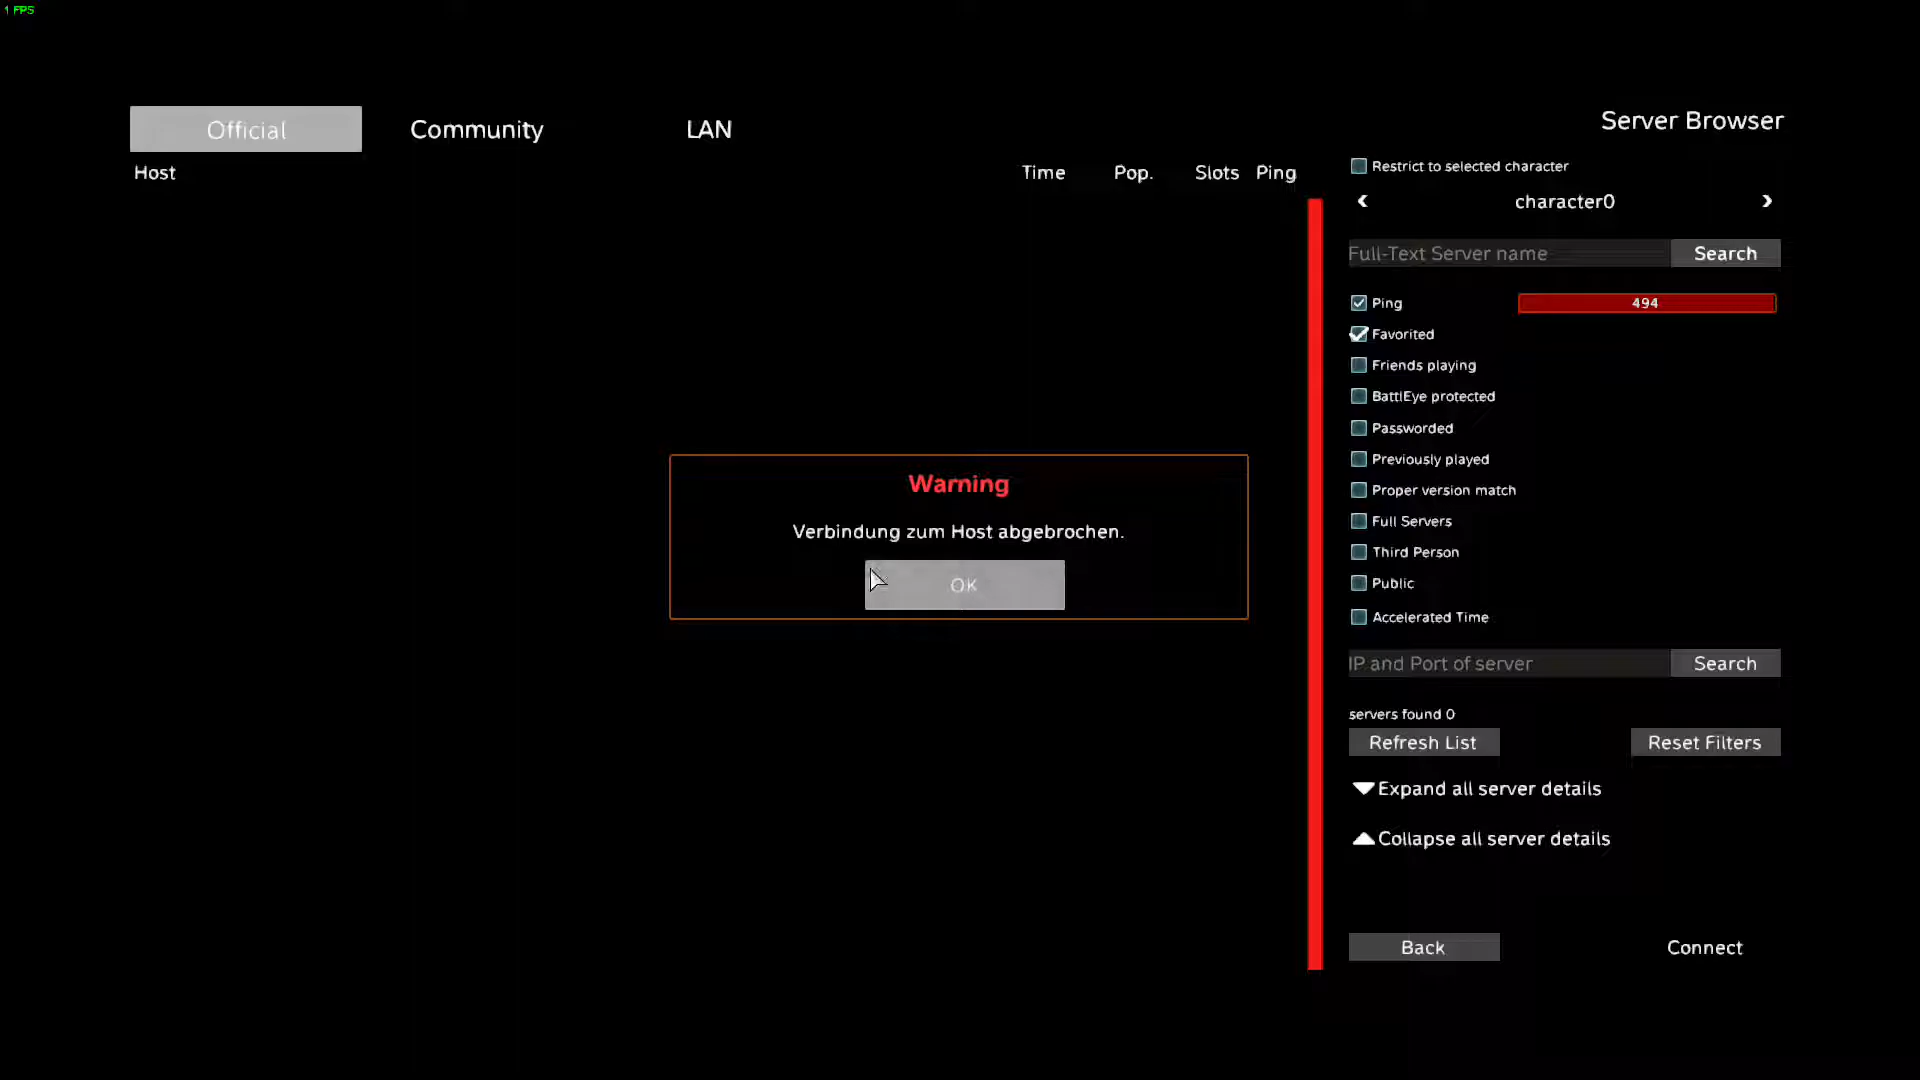 1 FPS
Official
Community
LAN
Server Browser
Host
Time
Pop.
Slots
Ping
Restrict to selected character
character0
Full-Text Server name
Search
Ping
494
Favorited
Friends playing
BattlEye protected
Passworded
Previously played
Proper version match
Full Servers
Third Person
Public
Accelerated Time
Warning
Verbindung zum Host abgebrochen.
OK
IP and Port of server
Search
servers found 0
Refresh List
Reset Filters
Expand all server details
Collapse all server details
Back
Connect